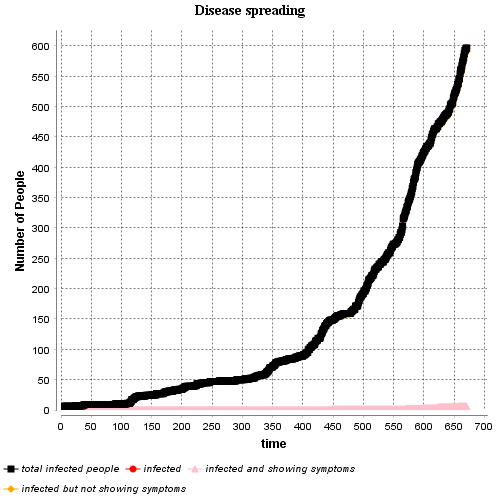 Disease spreading
Number of People
600
550
500
450
400
350
300
250
200
150
100
50
0
0 50 100 150 200 250 300 350 400 450 500 550 600 650 700
time
total infected people infected infected and showing symptoms
infected but not showing symptoms